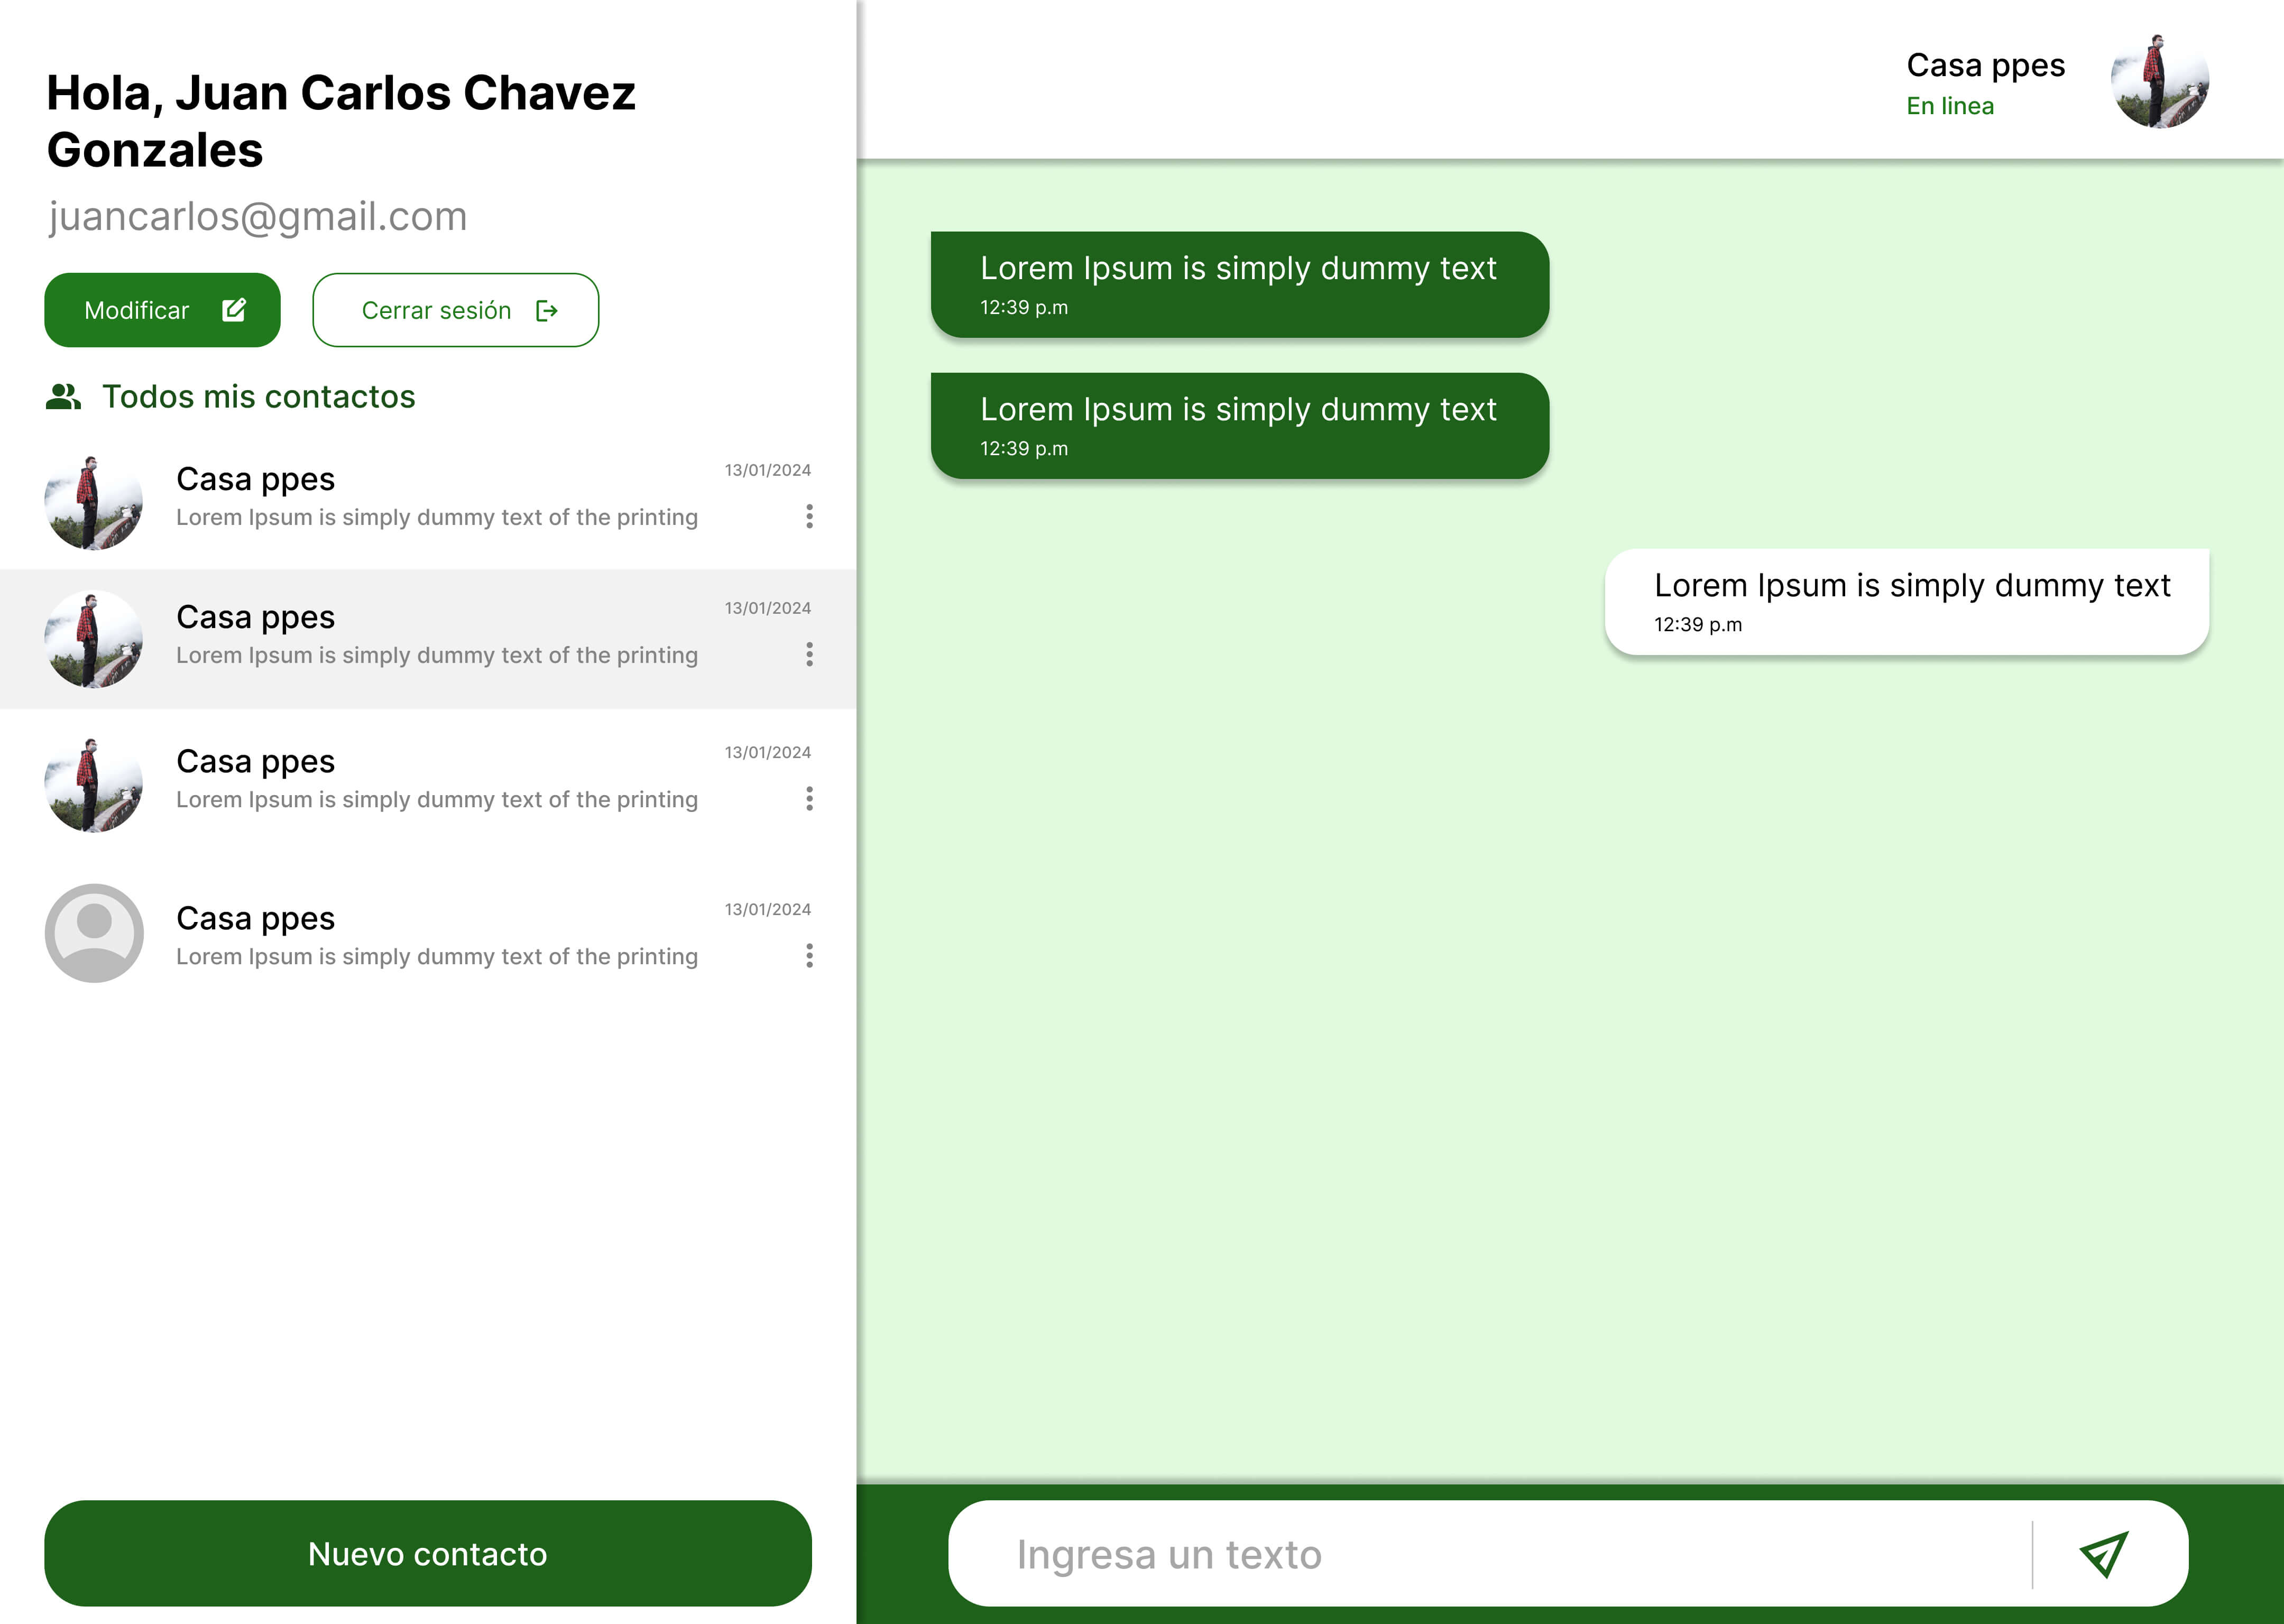 Hola, Juan Carlos Chavez
Gonzales
juancarlos@gmail.com
Modificar
Cerrar sesión
Todos mis contactos
Casa ppes
13/01/2024
Lorem Ipsum is simply dummy text of the printing
Casa ppes
13/01/2024
Lorem Ipsum is simply dummy text of the printing
Casa ppes
13/01/2024
Lorem Ipsum is simply dummy text of the printing
Casa ppes
13/01/2024
Lorem Ipsum is simply dummy text of the printing
Nuevo contacto
Casa ppes
En linea
Lorem Ipsum is simply dummy text
12:39 p.m
Lorem Ipsum is simply dummy text
12:39 p.m
Lorem Ipsum is simply dummy text
12:39 p.m
Ingresa un texto